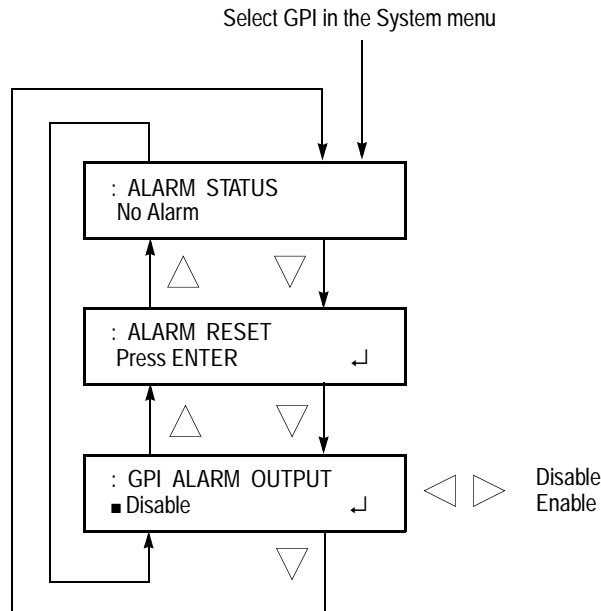 Select GPI in the System menu
: ALARM STATUS
No Alarm
: ALARM RESET
Press ENTER ↵
: GPI ALARM OUTPUT
■ Disable ↵
Disable
Enable